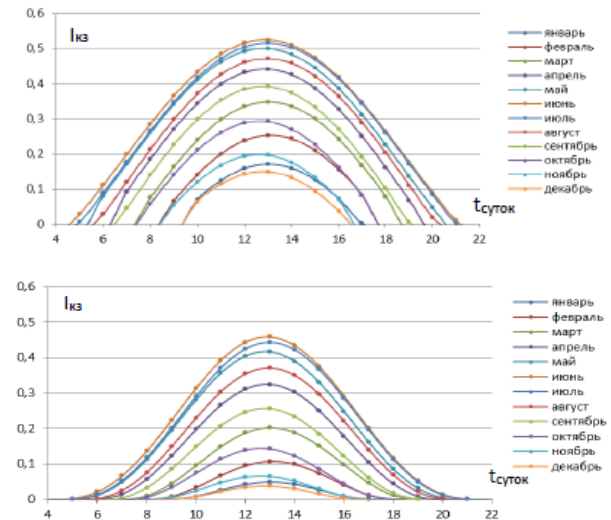 0,6
Iкз
0,5
0,4
0,3
0,2
0,1
0
4 6 8 10 12 14 16 18 20 22
tсуток
январь
февраль
март
апрель
май
июнь
июль
август
сентябрь
октябрь
ноябрь
декабрь
0,6
Iкз
0,5
0,4
0,3
0,2
0,1
0
4 6 8 10 12 14 16 18 20 22
tсуток
январь
февраль
март
апрель
май
июнь
июль
август
сентябрь
октябрь
ноябрь
декабрь